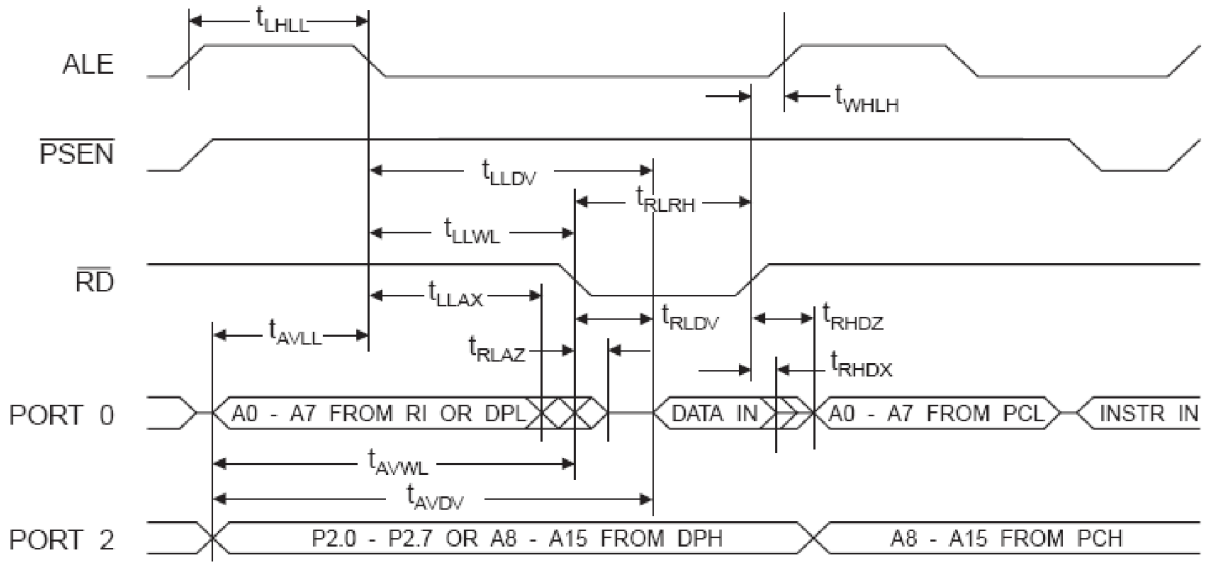 tLHLL
ALE
tWHLH
PSEN
tLLDV
tRLRH
tLLWL
RD
tLLAX
tRLDV
tRHDZ
tAVLL
tRLAZ
tRHDX
PORT 0
A0 - A7 FROM RI OR DPL
DATA IN
A0 - A7 FROM PCL
INSTR IN
tAVWL
tAVDV
PORT 2
P2.0 - P2.7 OR A8 - A15 FROM DPH
A8 - A15 FROM PCH